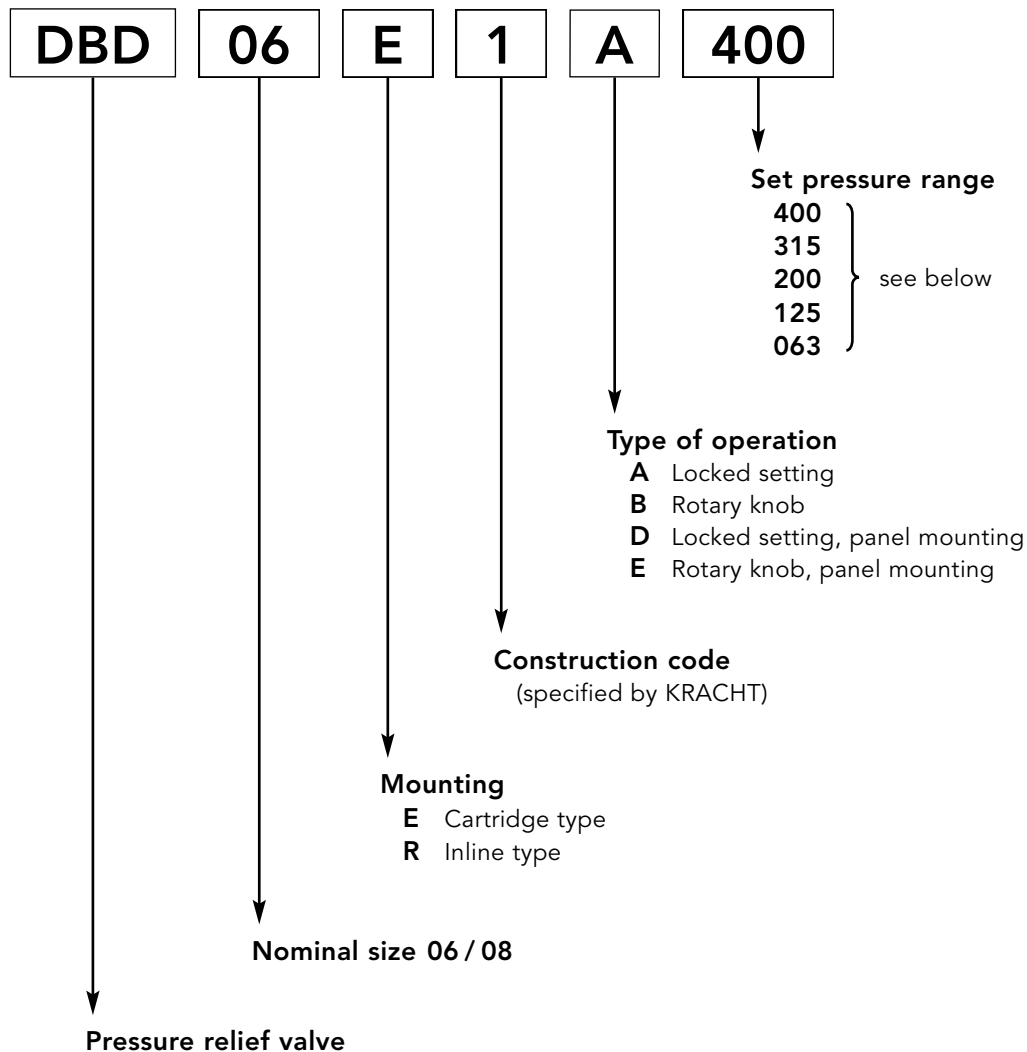 DBD 06 E 1 A 400
Set pressure range
400
315
200 see below
125
063
Type of operation
A Locked setting
B Rotary knob
D Locked setting, panel mounting
E Rotary knob, panel mounting
Construction code
(specified by KRACHT)
Mounting
E Cartridge type
R Inline type
Nominal size 06 / 08
Pressure relief valve